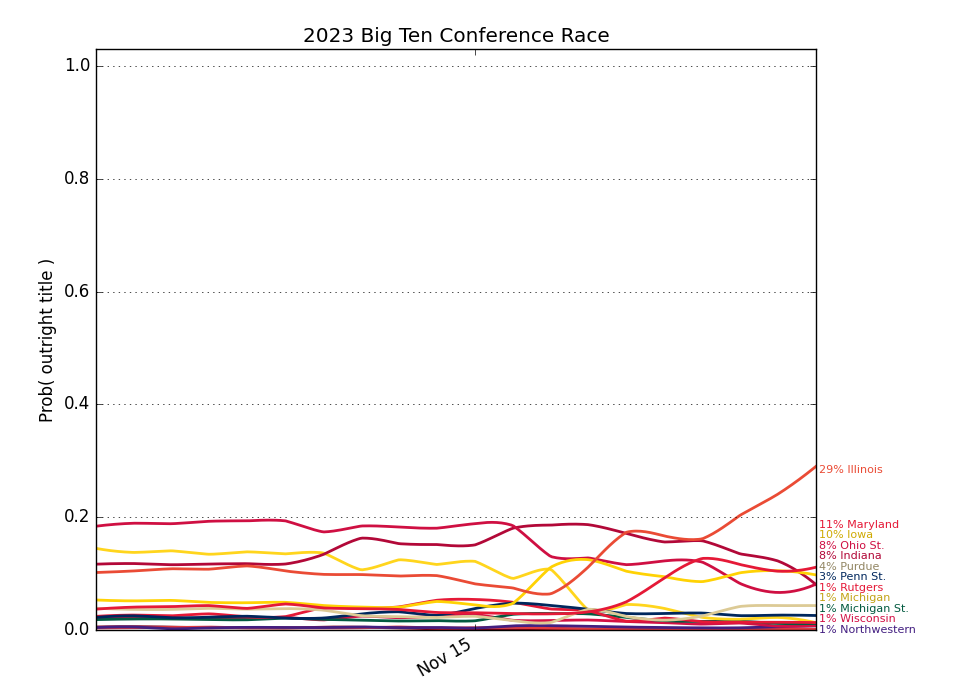 2023 Big Ten Conference Race
1.0
0.8
0.6
0.4
0.2
0.0
Prob( outright title )
Nov 15
29% Illinois
11% Maryland
10% Iowa
8% Ohio St.
8% Indiana
4% Purdue
3% Penn St.
1% Rutgers
1% Michigan
1% Michigan St.
1% Wisconsin
1% Northwestern